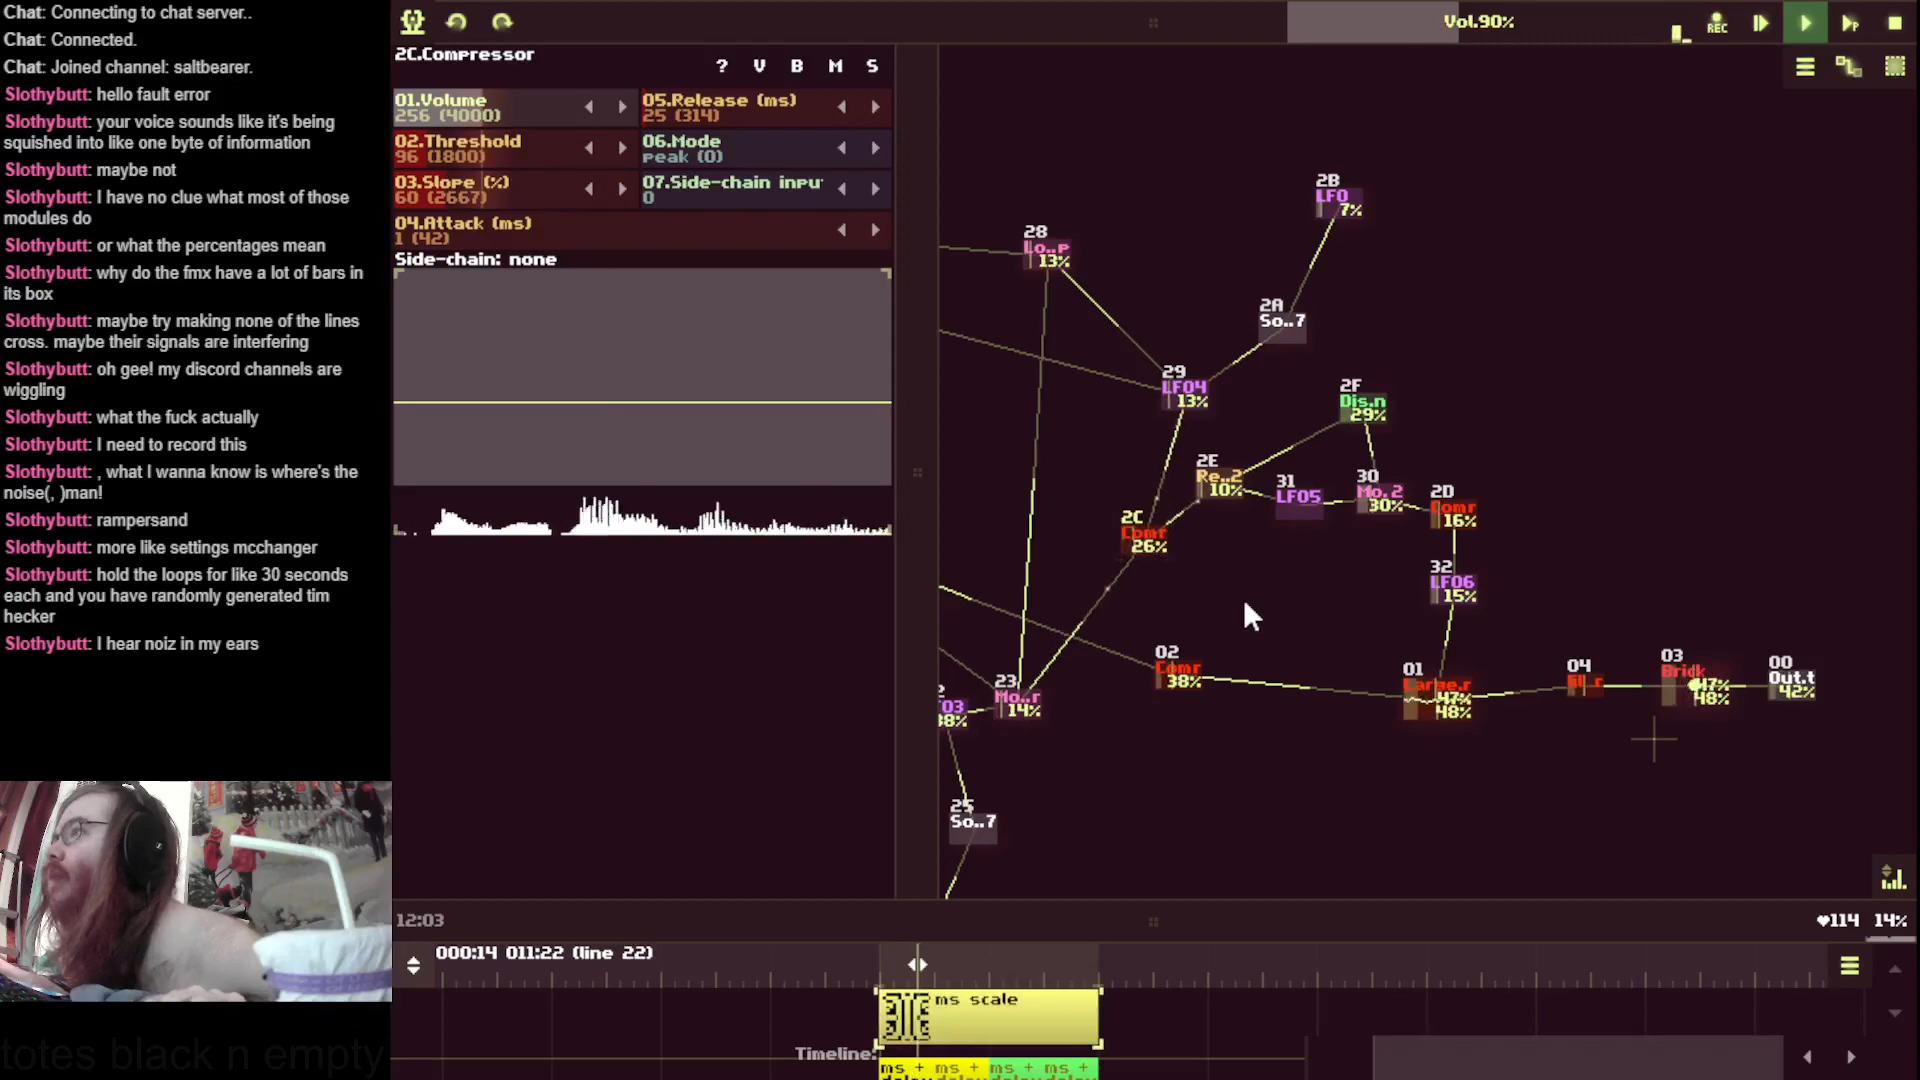 Chat: Connecting to chat server..
Chat: Connected.
Chat: Joined channel: saltbearer.
Slothybutt: hello fault error
Slothybutt: your voice sounds like it's being
squished into like one byte of information
Slothybutt: maybe not
Slothybutt: I have no clue what most of those
modules do
Slothybutt: or what the percentages mean
Slothybutt: why do the fmx have a lot of bars in
its box
Slothybutt: maybe try making none of the lines
cross. maybe their signals are interfering
Slothybutt: oh gee! my discord channels are
wiggling
Slothybutt: what the fuck actually
Slothybutt: I need to record this
Slothybutt: , what I wanna know is where's the
noise(, )man!
Slothybutt: rampersand
Slothybutt: more like settings mcchanger
Slothybutt: hold the loops for like 30 seconds
each and you have randomly generated tim
hecker
Slothybutt: I hear noiz in my ears
totes black n empty
Vol.90%
REC
2C.Compressor
? V B M S
01.Volume
256 (4000)
05.Release (ms)
25 (314)
02.Threshold
96 (1800)
06.Mode
peak (0)
03.Slope (%)
60 (2667)
07.Side-chain inpu
0
04.Attack (ms)
1 (42)
Side-chain: none
2B
LFO
7%
28
Lo..p
13%
2A
So..7
29
LFO4
13%
2F
Dis.n
29%
2E
Re..2
10%
31
LFO5
30
Mo.2
30%
2D
Comr
16%
2C
Comr
26%
32
LFO6
15%
02
Comr
38%
01
47%
48%
04
03
Brick
47%
48%
00
Out.t
42%
23
Mo..r
14%
03
38%
25
So..7
12:03
♥114 14%
000:14 011:22 (line 22)
ms scale
Timeline:
ms + ms + ms + ms +